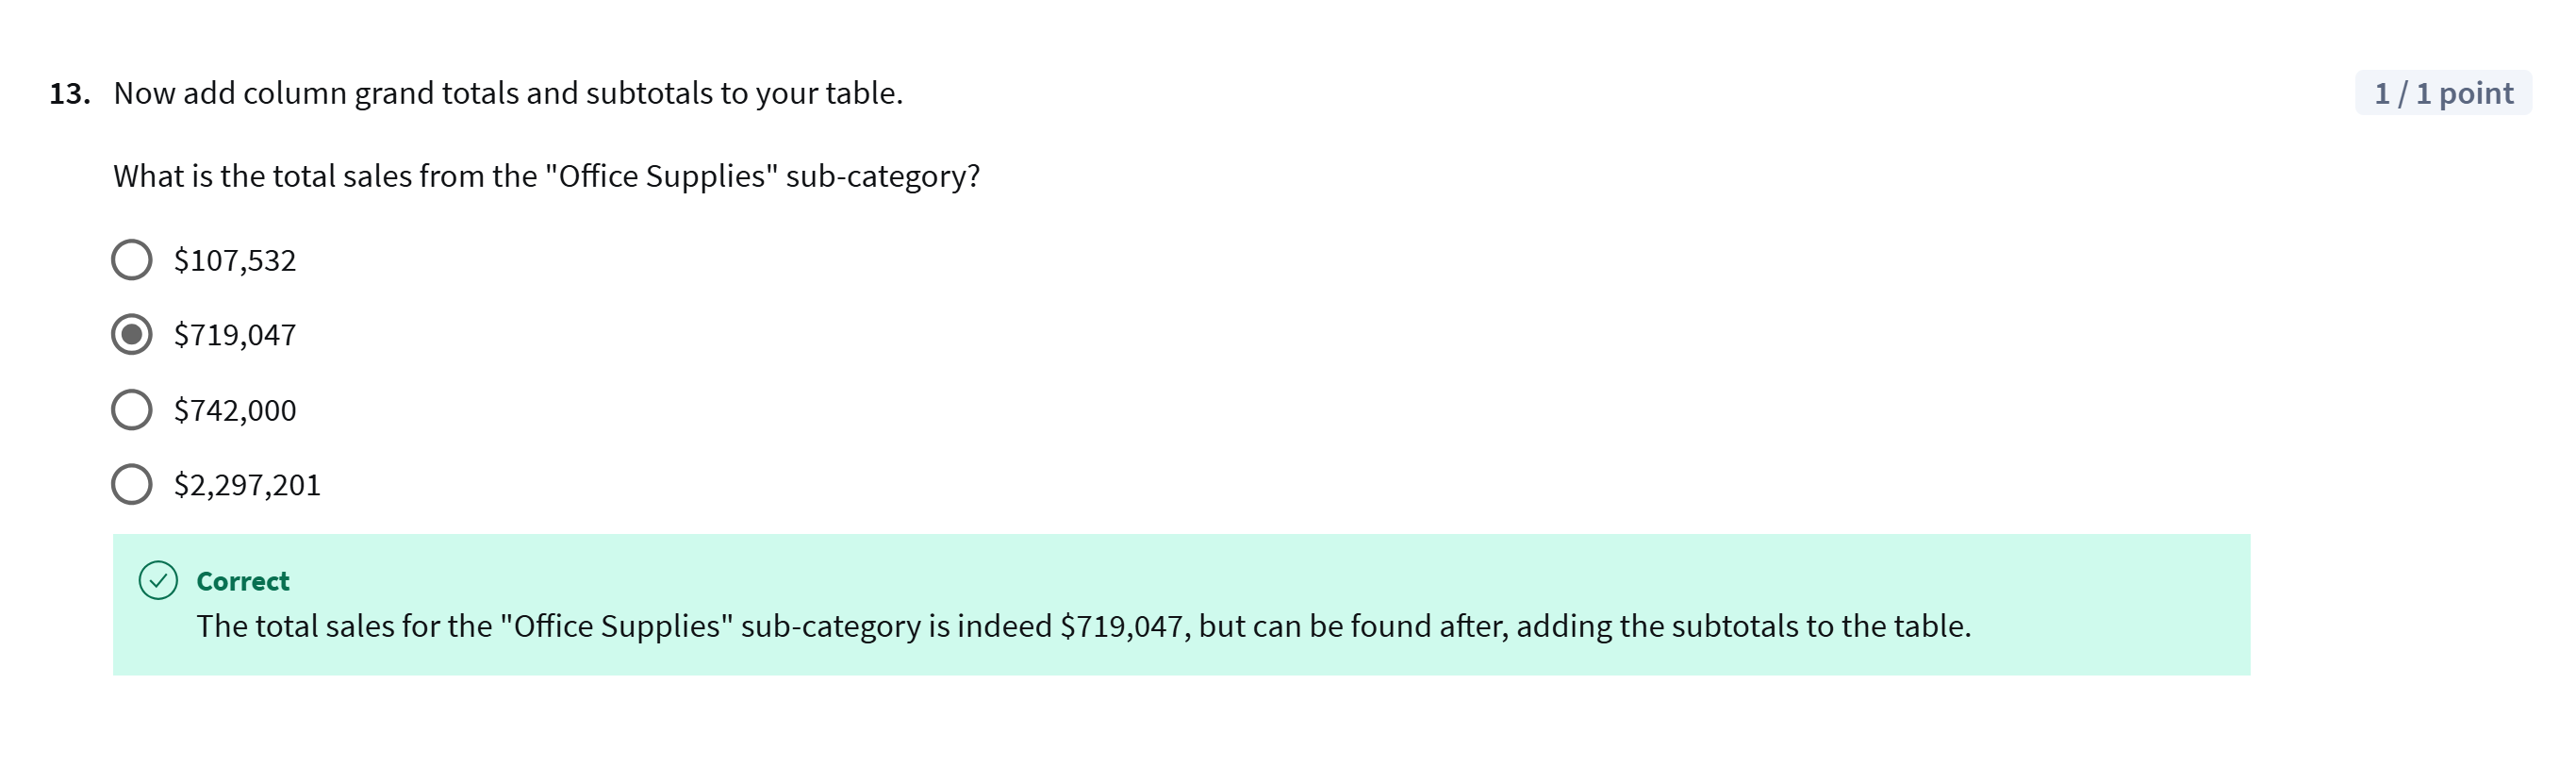 13. Now add column grand totals and subtotals to your table.
1 / 1 point
What is the total sales from the "Office Supplies" sub-category?
$107,532
$719,047
$742,000
$2,297,201
Correct
The total sales for the "Office Supplies" sub-category is indeed $719,047, but can be found after, adding the subtotals to the table.